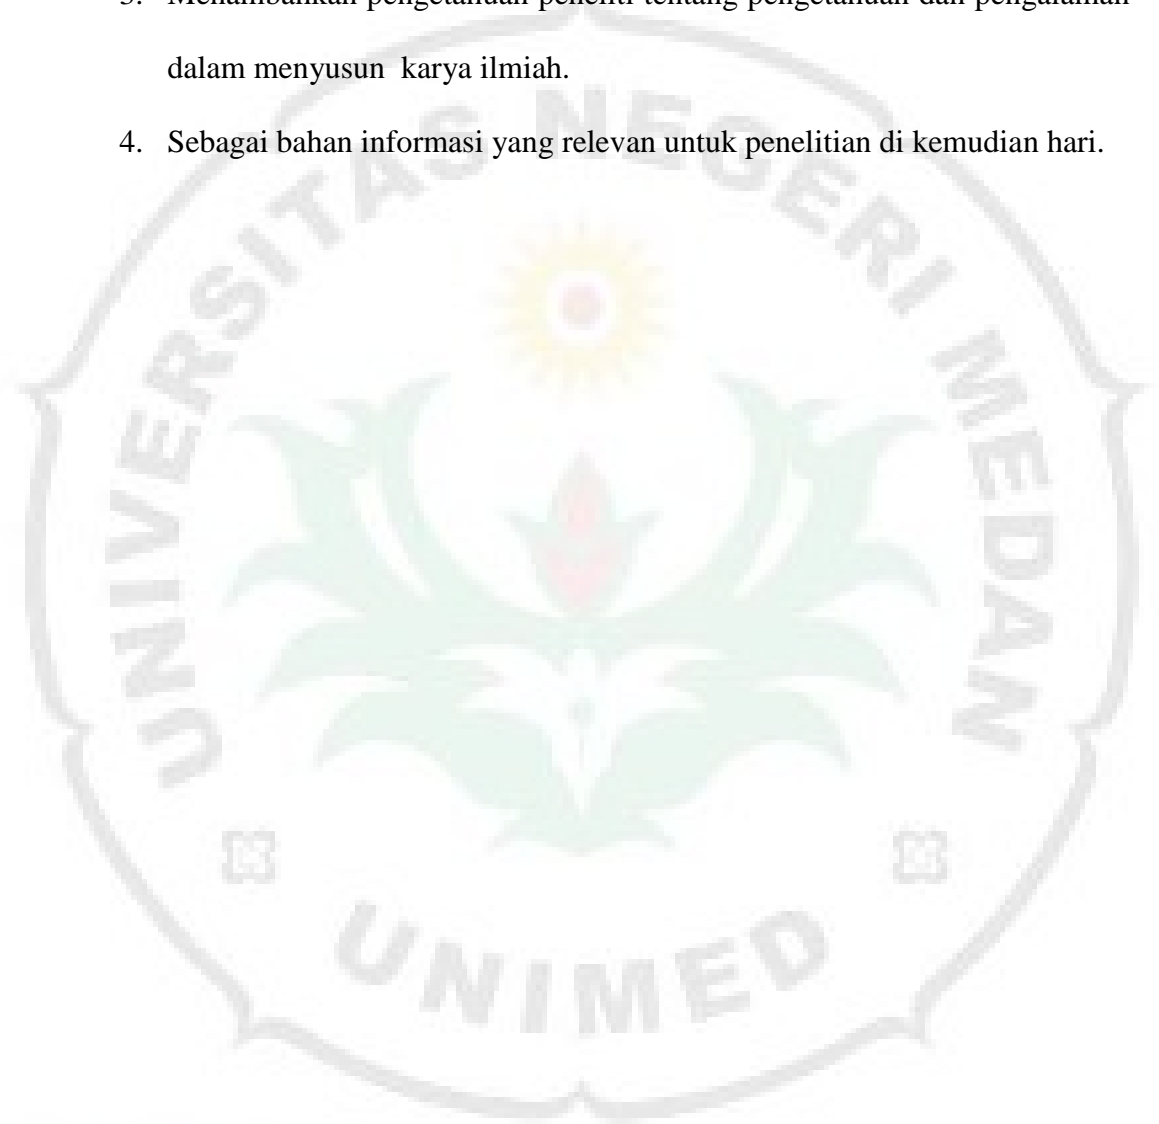 3. Menambahkan pengetahuan peneliti tentang pengetahuan dan pengalaman
dalam menyusun karya ilmiah.
4. Sebagai bahan informasi yang relevan untuk penelitian di kemudian hari.
UNIVERSITAS NEGERI MEDAN
UNIMED